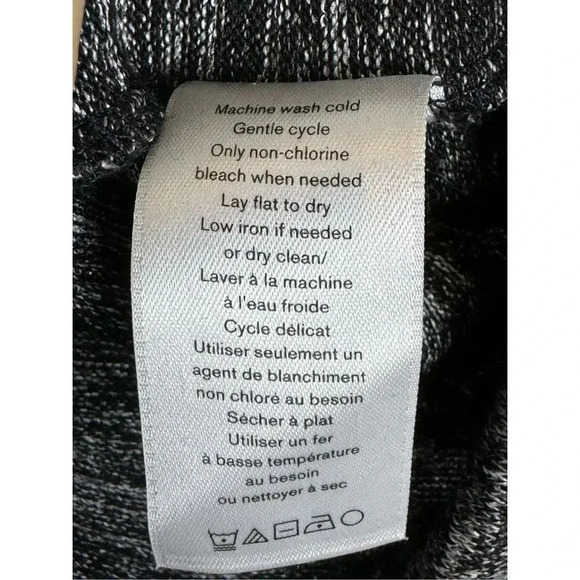 Machine wash cold
Gentle cycle
Only non-chlorine
bleach when needed
Lay flat to dry
Low iron if needed
or dry clean/
Laver à la machine
à l'eau froide
Cycle délicat
Utiliser seulement un
agent de blanchiment
non chloré au besoin
Sécher à plat
Utiliser un fer
à basse température
au besoin
ou nettoyer à sec